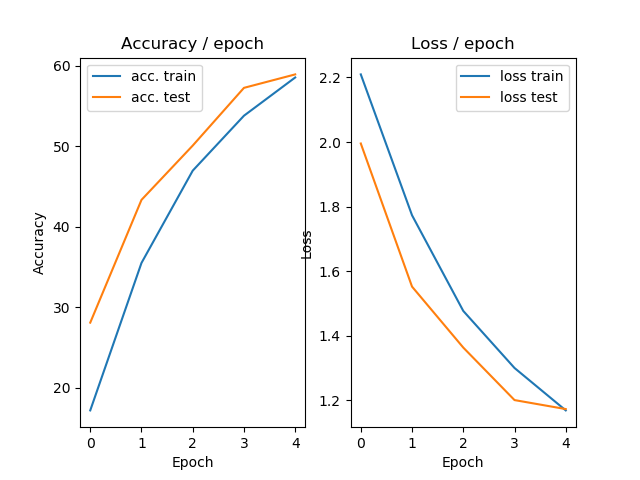 Accuracy / epoch
acc. train
acc. test
60
50
40
30
20
Accuracy
0 1 2 3 4
Epoch
Loss / epoch
loss train
loss test
2.2
2.0
1.8
1.6
1.4
1.2
Loss
0 1 2 3 4
Epoch